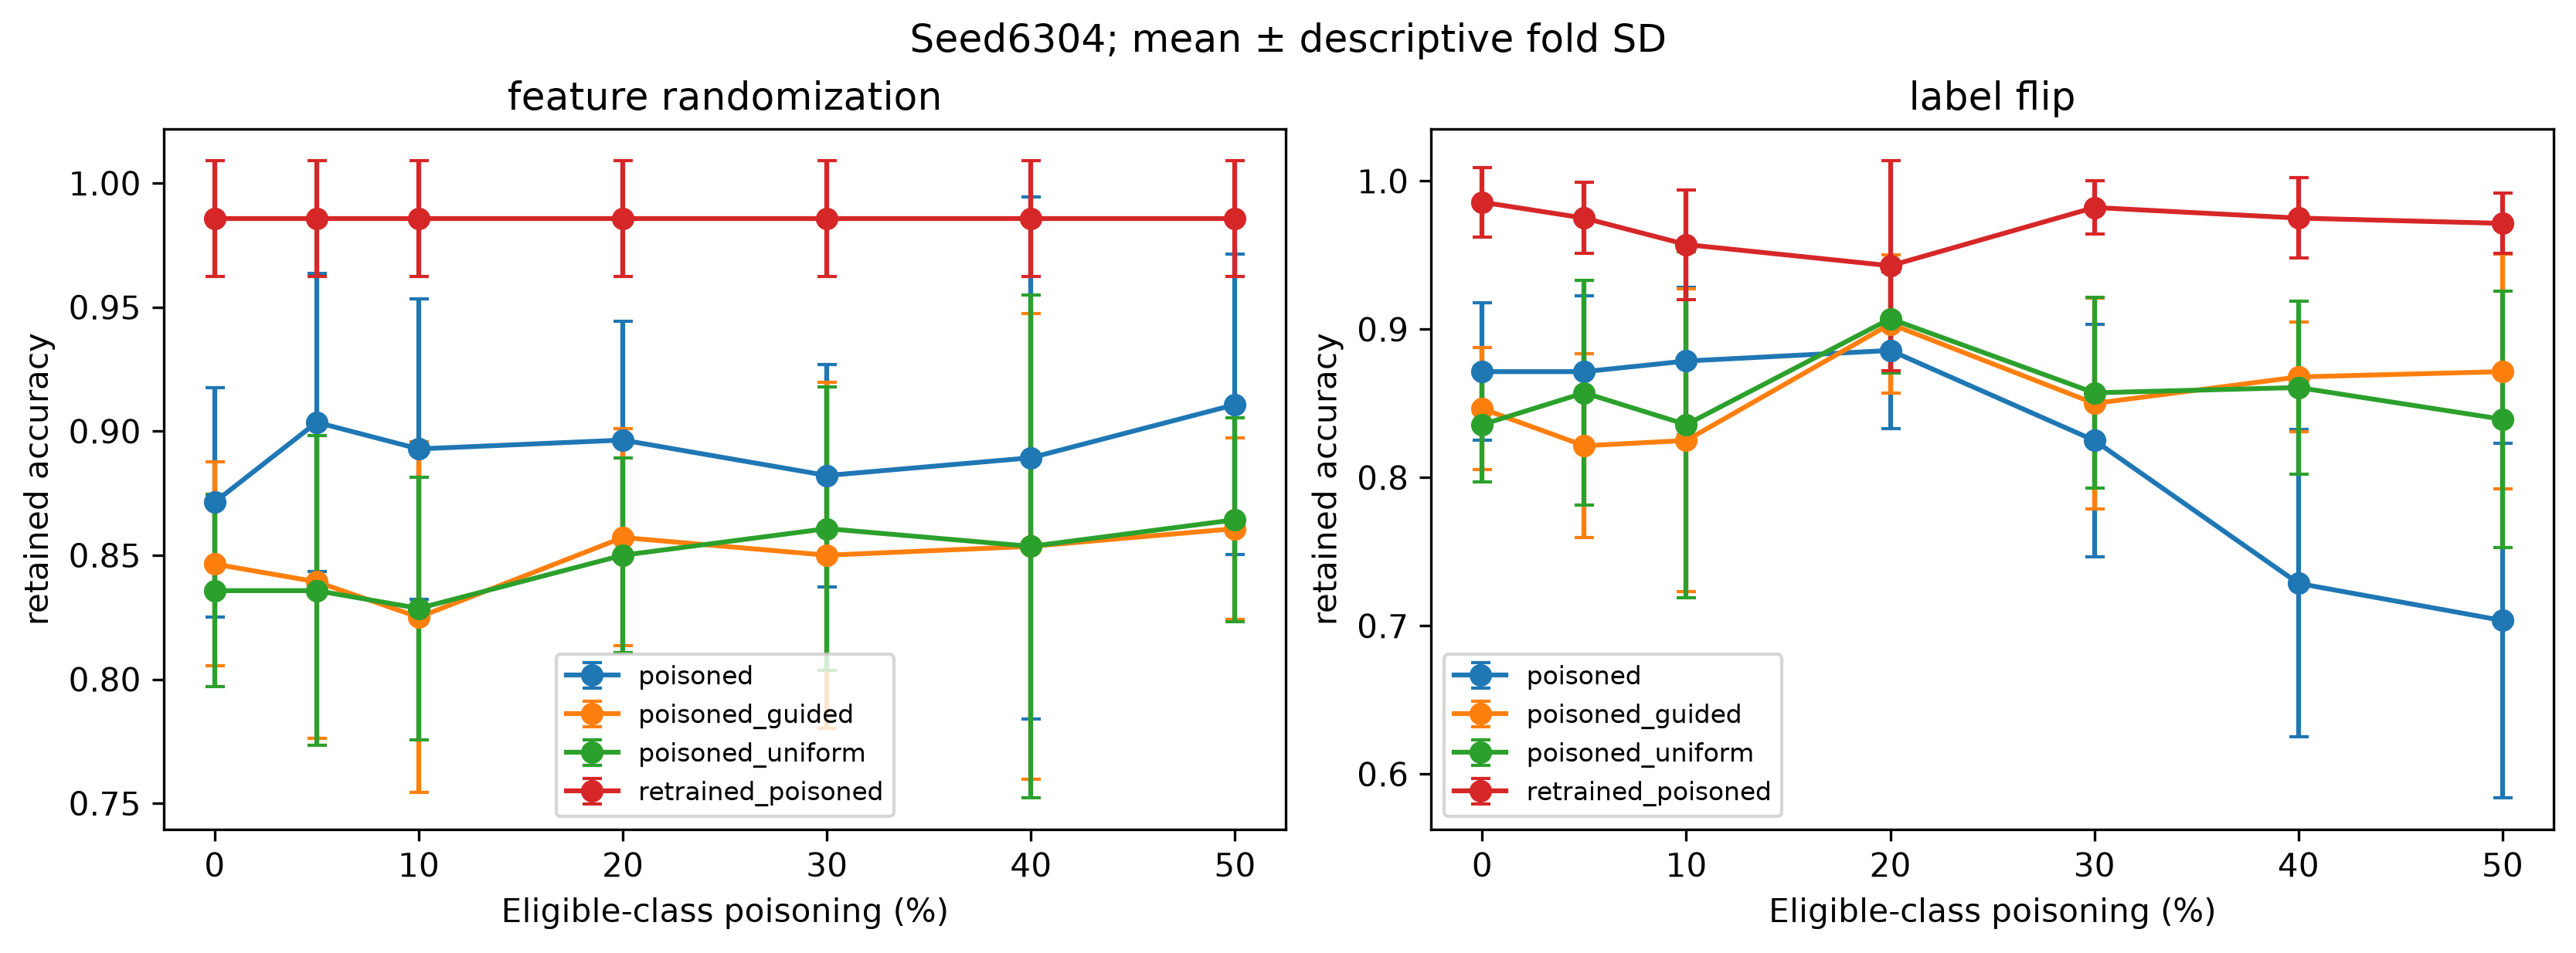 Seed6304; mean ± descriptive fold SD
feature randomization
retained accuracy
1.00
0.95
0.90
0.85
0.80
0.75
poisoned
poisoned_guided
poisoned_uniform
retrained_poisoned
0 10 20 30 40 50
Eligible-class poisoning (%)
label flip
retained accuracy
1.0
0.9
0.8
0.7
0.6
poisoned
poisoned_guided
poisoned_uniform
retrained_poisoned
0 10 20 30 40 50
Eligible-class poisoning (%)